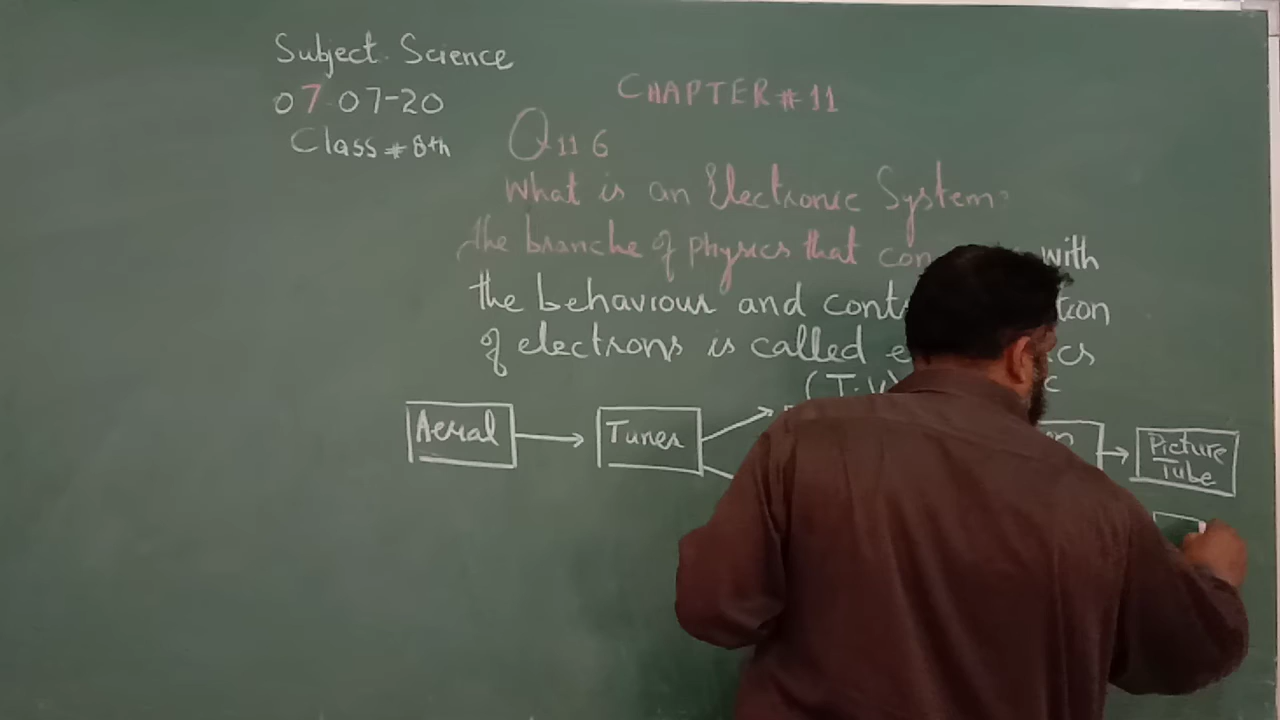 Subject. Science
07-07-20
Class # 8th
CHAPTER # 11
Q 11 6
What is an Electronic System?
the branche of physics that con with
the behaviour and cont
of electrons is called
(T.V)
Aerial
Tuner
Picture
Tube